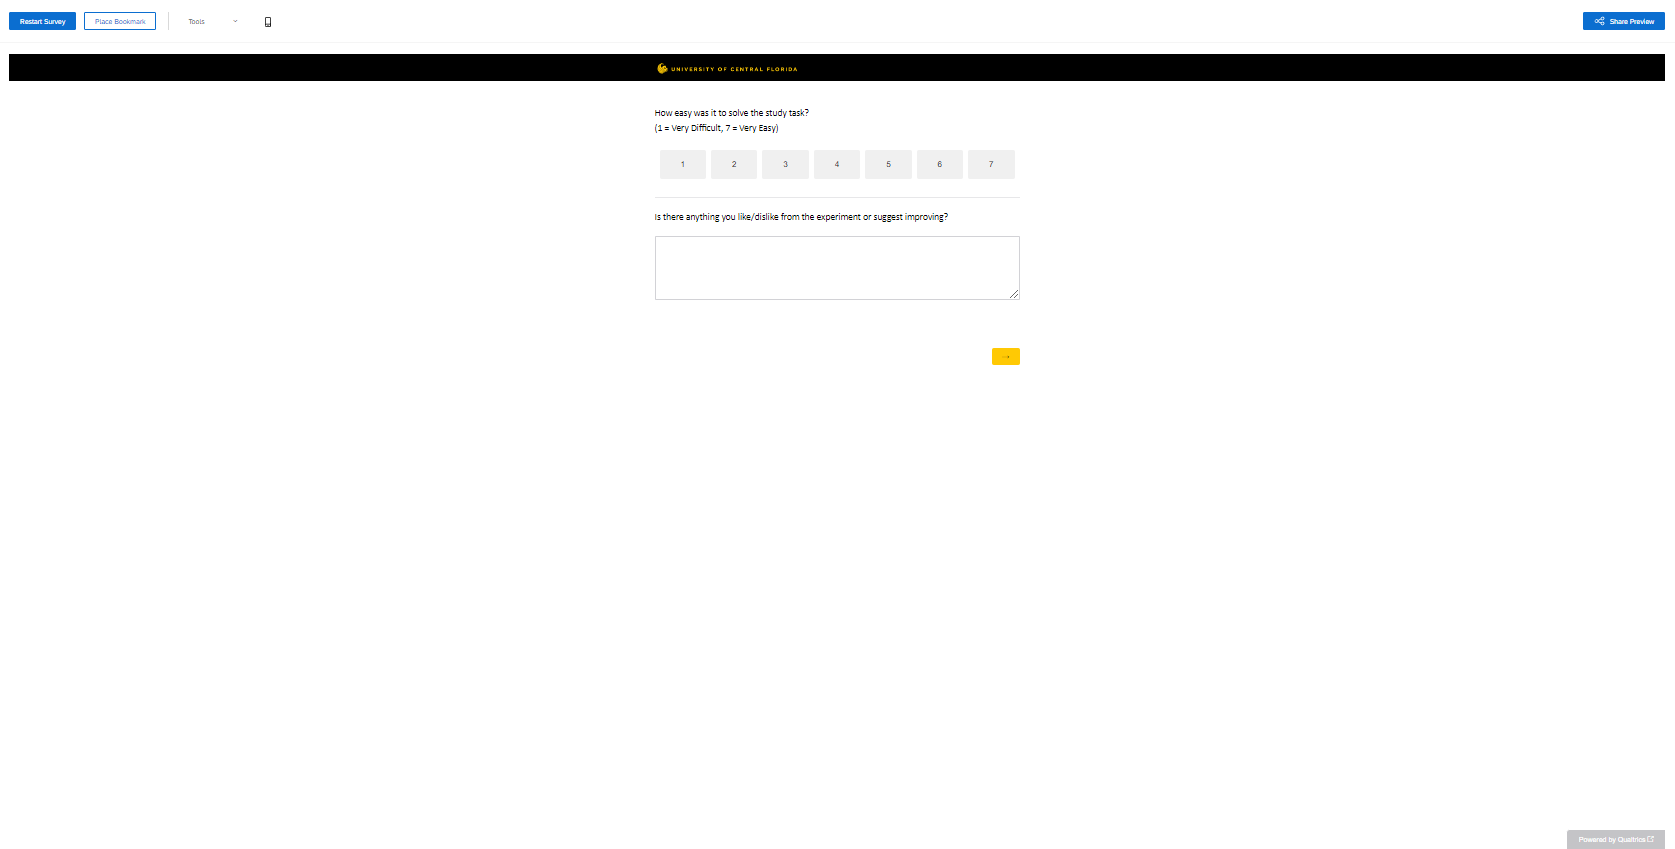 Restart Survey
Place Bookmark
Tools
Share Preview
UNIVERSITY OF CENTRAL FLORIDA
How easy was it to solve the study task?
(1 = Very Difficult, 7 = Very Easy)
1 2 3 4 5 6 7
Is there anything you like/dislike from the experiment or suggest improving?
→
Powered by Qualtrics